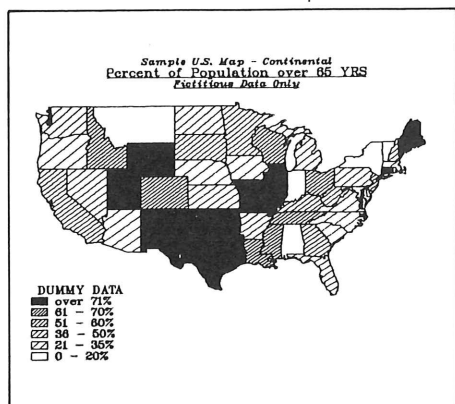 Sample U.S. Map - Continental
Percent of Population over 65 YRS
Fictitious Data Only
DUMMY DATA
over 71%
61 - 70%
51 - 60%
36 - 50%
21 - 35%
0 - 20%